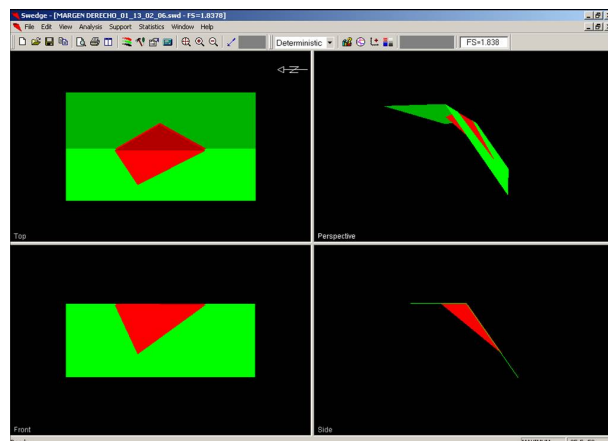 Swedge - [MARGEN DERECHO_01_13_02_06.swd - FS=1.8378]
File Edit View Analysis Support Statistics Window Help
Deterministic FS=1.838
N
Top
Perspective
Front
Side